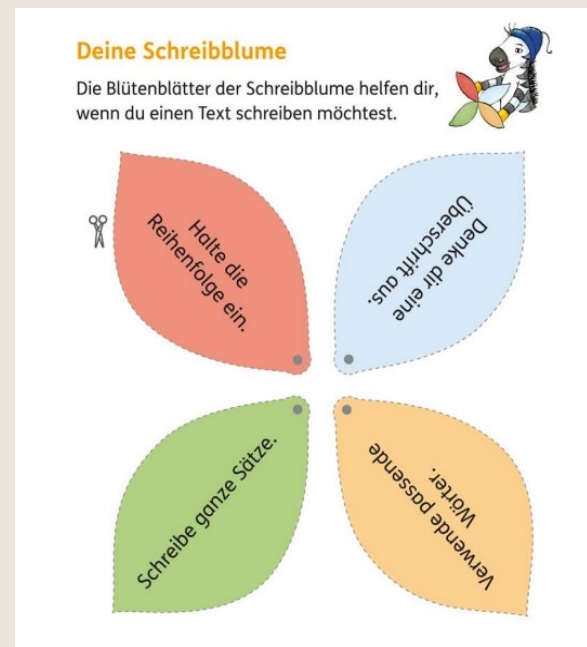 Deine Schreibblume
Die Blütenblätter der Schreibblume helfen dir,
wenn du einen Text schreiben möchtest.
Halte die
Reihenfolge ein.
Denke dir eine
Überschrift aus.
Schreibe ganze Sätze.
Verwende passende
Wörter.